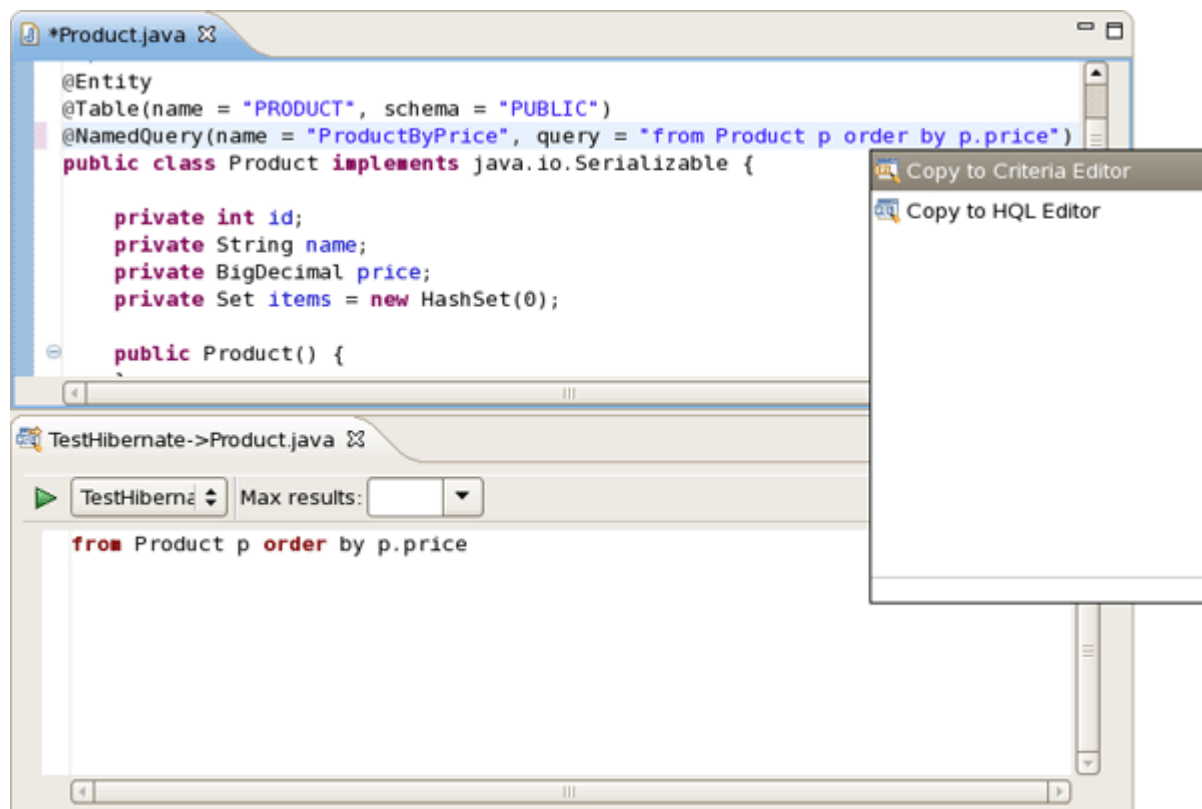 *Product.java
@Entity
@Table(name = "PRODUCT", schema = "PUBLIC")
@NamedQuery(name = "ProductByPrice", query = "from Product p order by p.price")
public class Product implements java.io.Serializable {
private int id;
private String name;
private BigDecimal price;
private Set items = new HashSet(0);
public Product() {
Copy to Criteria Editor
Copy to HQL Editor
TestHibernate->Product.java
TestHiberna Max results:
from Product p order by p.price